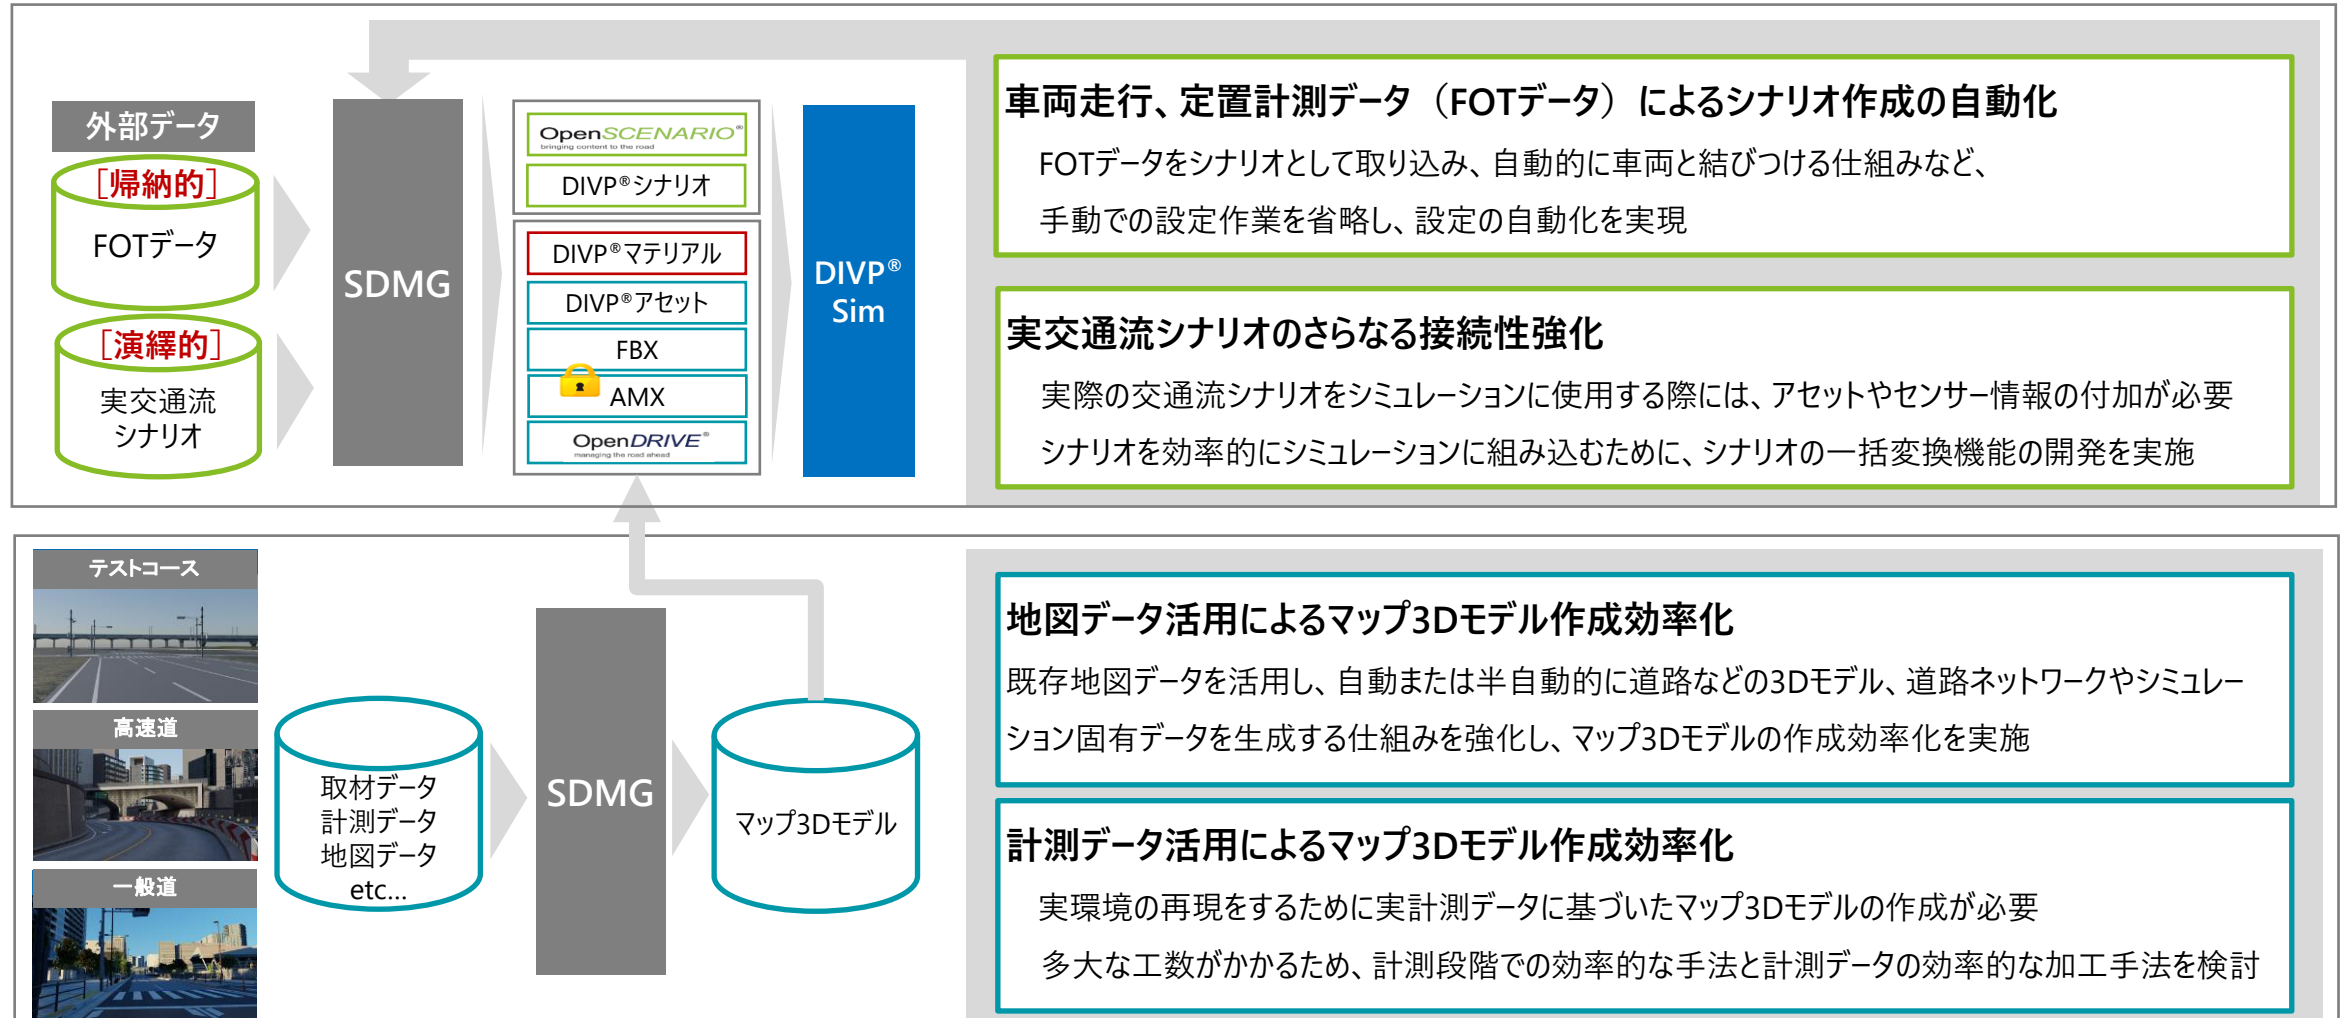 外部データ
［帰納的］
FOTデータ
［演繹的］
実交通流
シナリオ
SDMG
OpenSCENARIO®
bringing content to the road
DIVP®シナリオ
DIVP®マテリアル
DIVP®アセット
FBX
AMX
OpenDRIVE®
managing the road ahead
DIVP®
Sim
車両走行、定置計測データ（FOTデータ）によるシナリオ作成の自動化
FOTデータをシナリオとして取り込み、自動的に車両と結びつける仕組みなど、
手動での設定作業を省略し、設定の自動化を実現
実交通流シナリオのさらなる接続性強化
実際の交通流シナリオをシミュレーションに使用する際には、アセットやセンサー情報の付加が必要
シナリオを効率的にシミュレーションに組み込むために、シナリオの一括変換機能の開発を実施
テストコース
高速道
一般道
取材データ
計測データ
地図データ
etc...
SDMG
マップ3Dモデル
地図データ活用によるマップ3Dモデル作成効率化
既存地図データを活用し、自動または半自動的に道路などの3Dモデル、道路ネットワークやシミュレー
ション固有データを生成する仕組みを強化し、マップ3Dモデルの作成効率化を実施
計測データ活用によるマップ3Dモデル作成効率化
実環境の再現をするために実計測データに基づいたマップ3Dモデルの作成が必要
多大な工数がかかるため、計測段階での効率的な手法と計測データの効率的な加工手法を検討